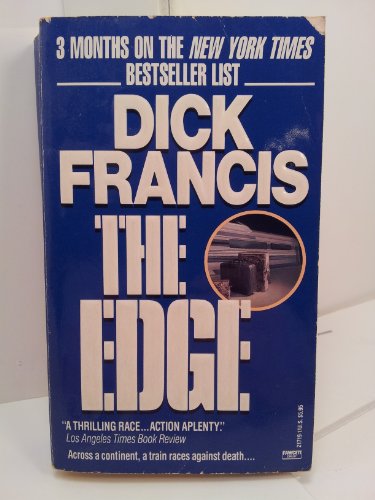 3 MONTHS ON THE NEW YORK TIMES
BESTSELLER LIST
DICK
FRANCIS
THE
EDGE
"A THRILLING RACE...ACTION APLENTY."
Los Angeles Times Book Review
Across a continent, a train races against death....
FAWCETT